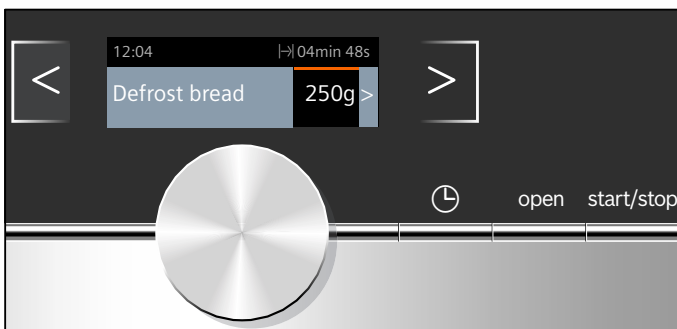 12:04 04min 48s
< Defrost bread 250g > >
open start/stop